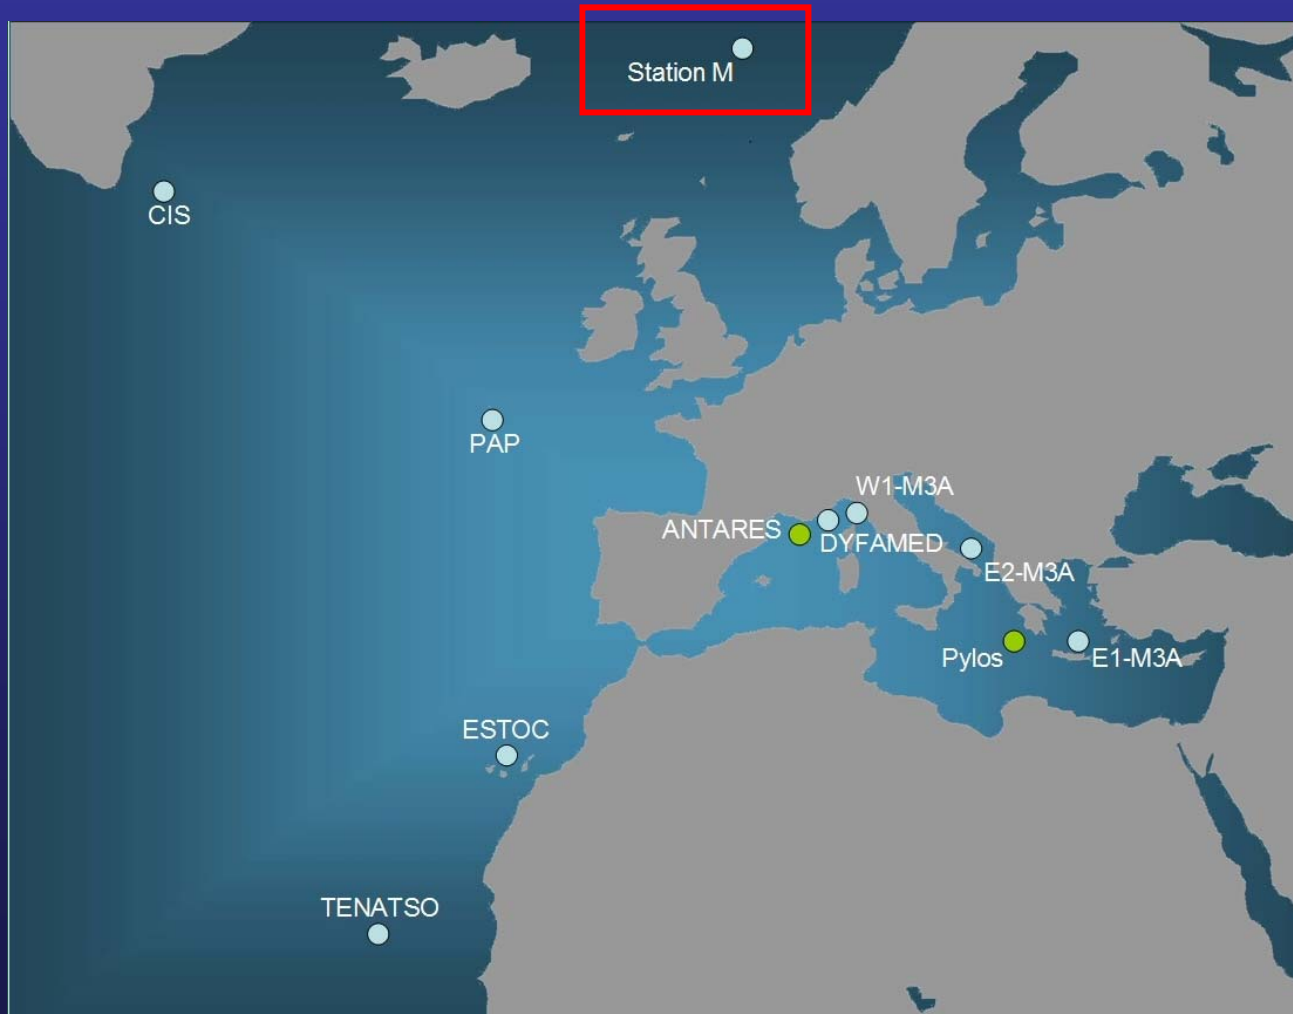 Station M
CIS
PAP
W1-M3A
ANTARES
DYFAMED
E2-M3A
Pylos
E1-M3A
ESTOC
TENATSO